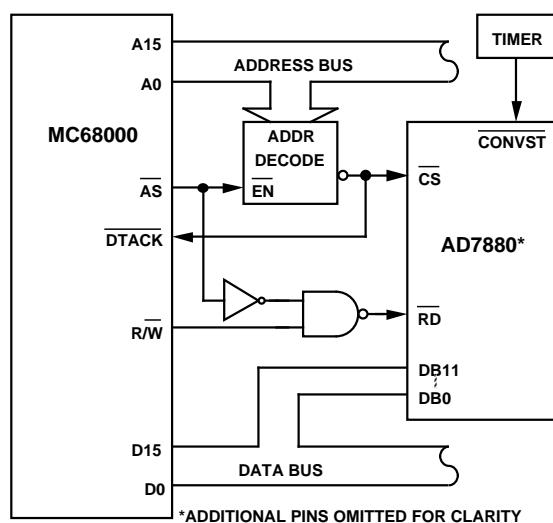 A15
ADDRESS BUS
TIMER
A0
MC68000
ADDR
DECODE
CONVST
AS
EN
CS
DTACK
AD7880*
R/W
RD
DB11
DB0
D15
DATA BUS
D0
*ADDITIONAL PINS OMITTED FOR CLARITY